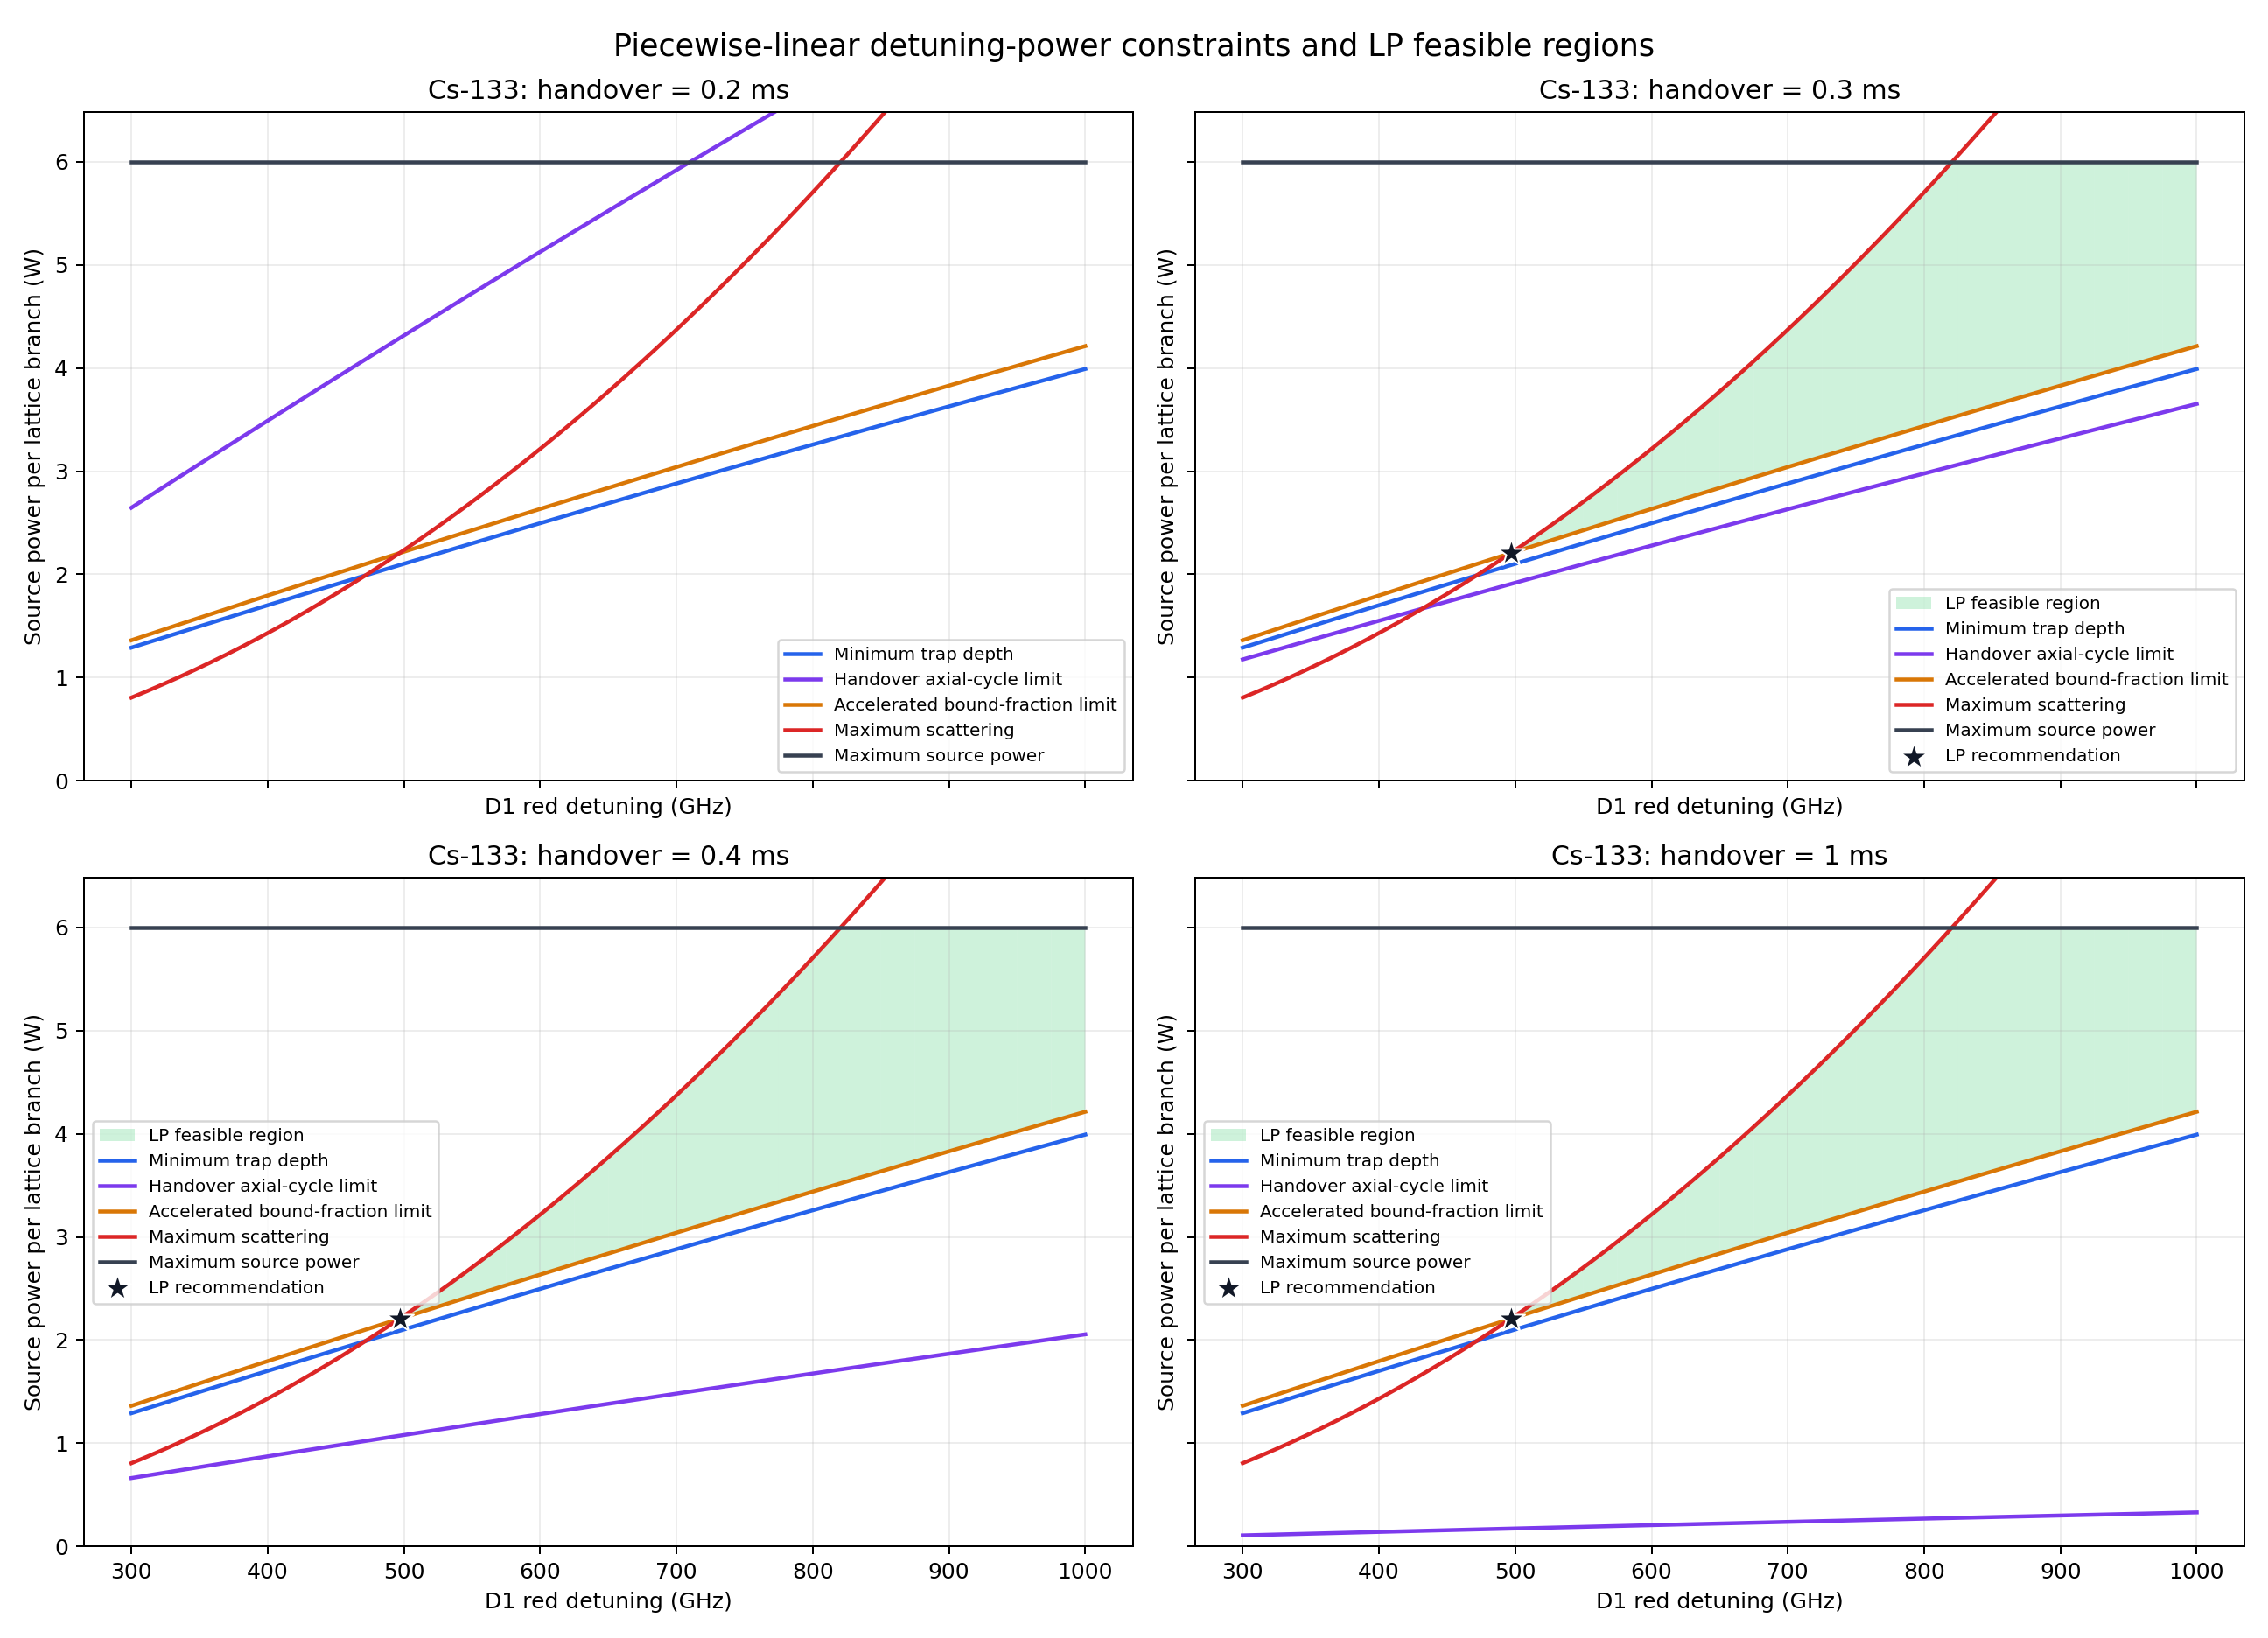 Piecewise-linear detuning-power constraints and LP feasible regions
Cs-133: handover = 0.2 ms
Source power per lattice branch (W)
6
5
4
3
2
1
0
Minimum trap depth
Handover axial-cycle limit
Accelerated bound-fraction limit
Maximum scattering
Maximum source power
D1 red detuning (GHz)
Cs-133: handover = 0.3 ms
Source power per lattice branch (W)
LP feasible region
Minimum trap depth
Handover axial-cycle limit
Accelerated bound-fraction limit
Maximum scattering
Maximum source power
LP recommendation
D1 red detuning (GHz)
Cs-133: handover = 0.4 ms
Source power per lattice branch (W)
6
5
4
3
2
1
0
LP feasible region
Minimum trap depth
Handover axial-cycle limit
Accelerated bound-fraction limit
Maximum scattering
Maximum source power
LP recommendation
300 400 500 600 700 800 900 1000
D1 red detuning (GHz)
Cs-133: handover = 1 ms
Source power per lattice branch (W)
LP feasible region
Minimum trap depth
Handover axial-cycle limit
Accelerated bound-fraction limit
Maximum scattering
Maximum source power
LP recommendation
300 400 500 600 700 800 900 1000
D1 red detuning (GHz)